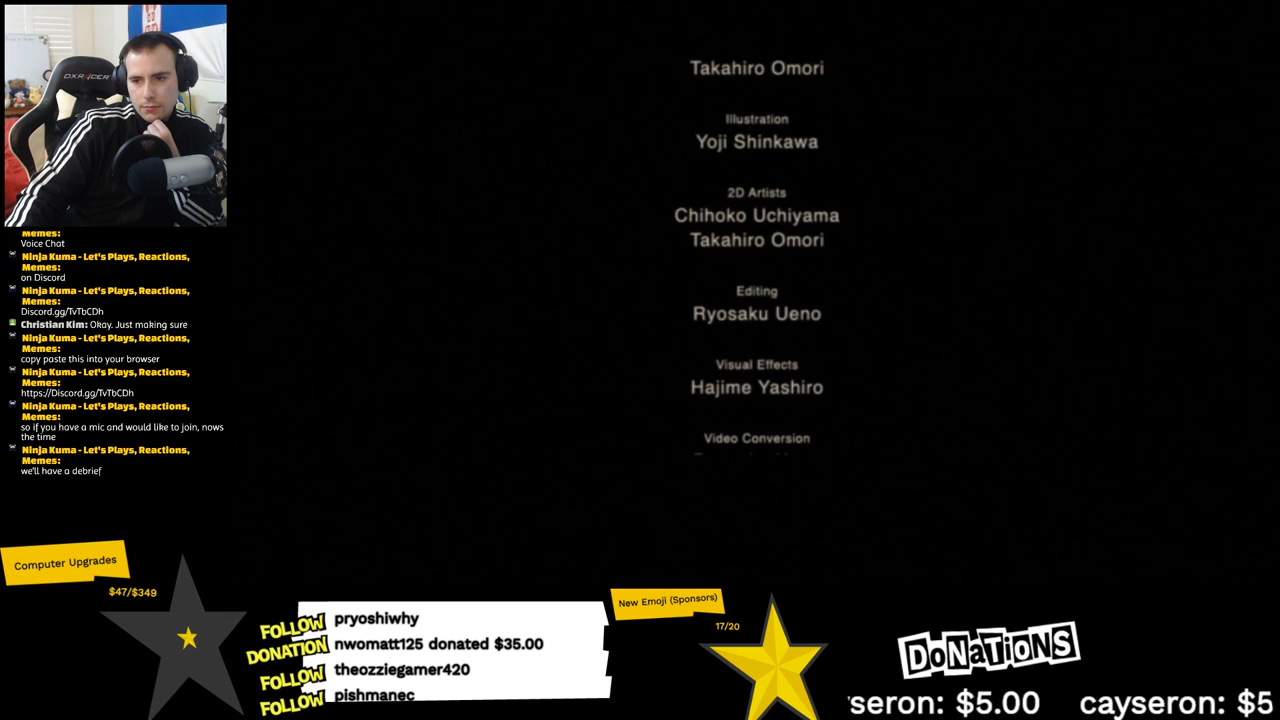 DXRACER
Memes:
Voice Chat
Ninja Kuma - Let's Plays, Reactions,
Memes:
on Discord
Ninja Kuma - Let's Plays, Reactions,
Memes:
Discord.gg/TvTbCDh
Christian Kim: Okay. Just making sure
Ninja Kuma - Let's Plays, Reactions,
Memes:
copy paste this into your browser
Ninja Kuma - Let's Plays, Reactions,
Memes:
https://Discord.gg/TvTbCDh
Ninja Kuma - Let's Plays, Reactions,
Memes:
so if you have a mic and would like to join, nows
the time
Ninja Kuma - Let's Plays, Reactions,
Memes:
we'll have a debrief
Takahiro Omori
Illustration
Yoji Shinkawa
2D Artists
Chihoko Uchiyama
Takahiro Omori
Editing
Ryosaku Ueno
Visual Effects
Hajime Yashiro
Video Conversion
Computer Upgrades
$47/$349
FOLLOW pryoshiwhy
DONATION nwomatt125 donated $35.00
FOLLOW theozziegamer420
FOLLOW pishmanec
New Emoji (Sponsors)
17/20
DoNaTiONS
seron: $5.00 cayseron: $5